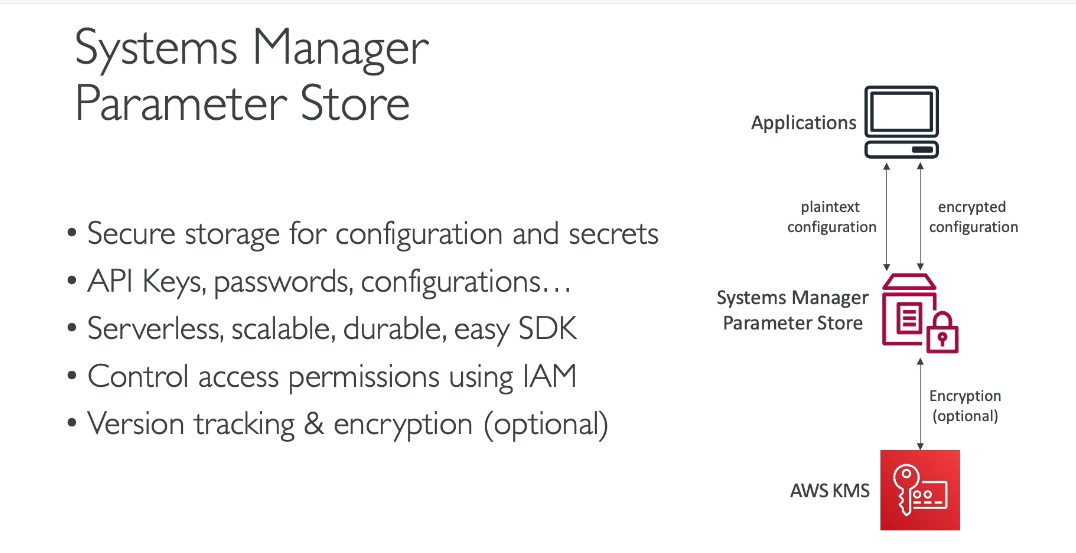 Systems Manager
Parameter Store
• Secure storage for configuration and secrets
• API Keys, passwords, configurations…
• Serverless, scalable, durable, easy SDK
• Control access permissions using IAM
• Version tracking & encryption (optional)
Applications
plaintext
configuration
encrypted
configuration
Systems Manager
Parameter Store
Encryption
(optional)
AWS KMS